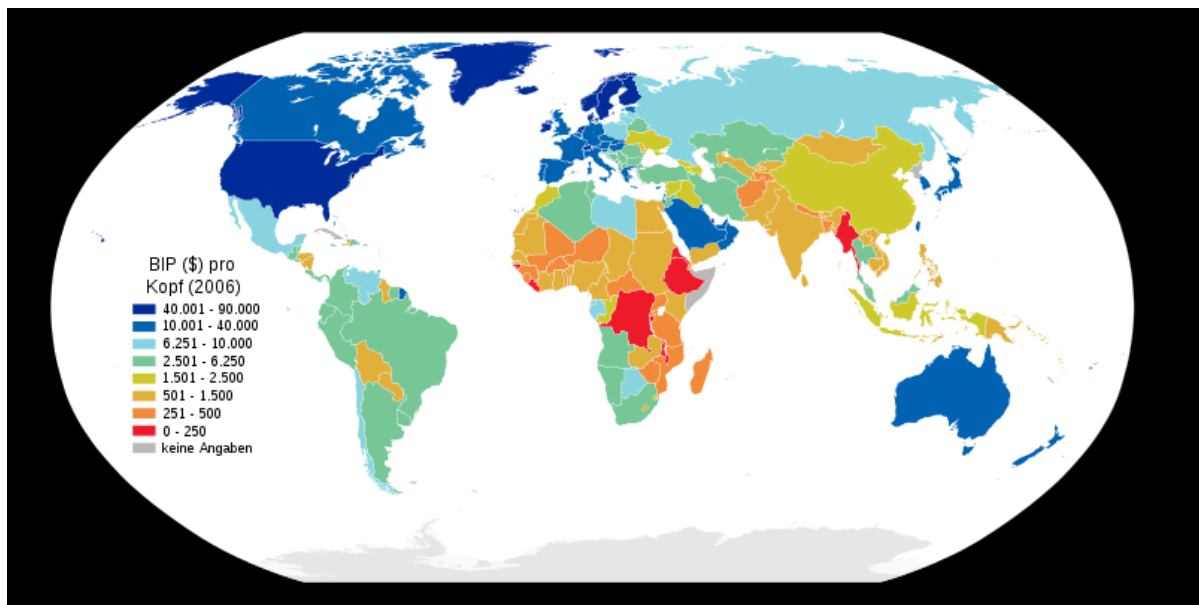 BIP ($) pro
Kopf (2006)
40.001 - 90.000
10.001 - 40.000
6.251 - 10.000
2.501 - 6.250
1.501 - 2.500
501 - 1.500
251 - 500
0 - 250
keine Angaben